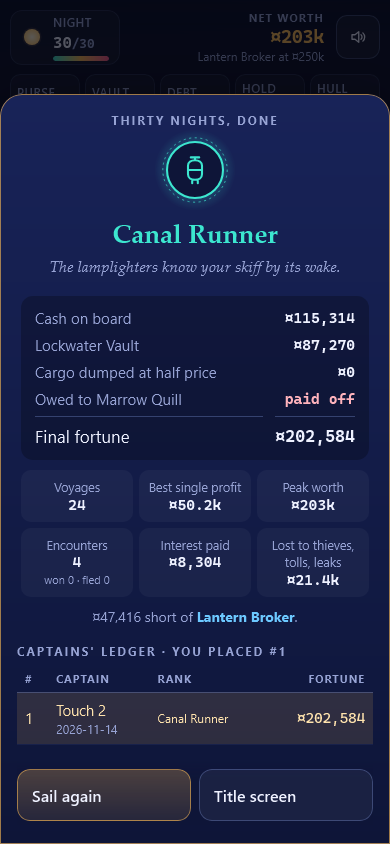 NIGHT
30/30
NET WORTH
¤203k
Lantern Broker at ¤250k
PURSE
VAULT
DEBT
HOLD
HULL
THIRTY NIGHTS, DONE
Canal Runner
The lamplighters know your skiff by its wake.
Cash on board ¤115,314
Lockwater Vault ¤87,270
Cargo dumped at half price ¤0
Owed to Marrow Quill paid off
Final fortune ¤202,584
Voyages
24
Best single profit
¤50.2k
Peak worth
¤203k
Encounters
4
won 0 · fled 0
Interest paid
¤8,304
Lost to thieves,
tolls, leaks
¤21.4k
¤47,416 short of Lantern Broker.
CAPTAINS' LEDGER · YOU PLACED #1
# CAPTAIN RANK FORTUNE
1 Touch 2 Canal Runner ¤202,584
2026-11-14
Sail again
Title screen